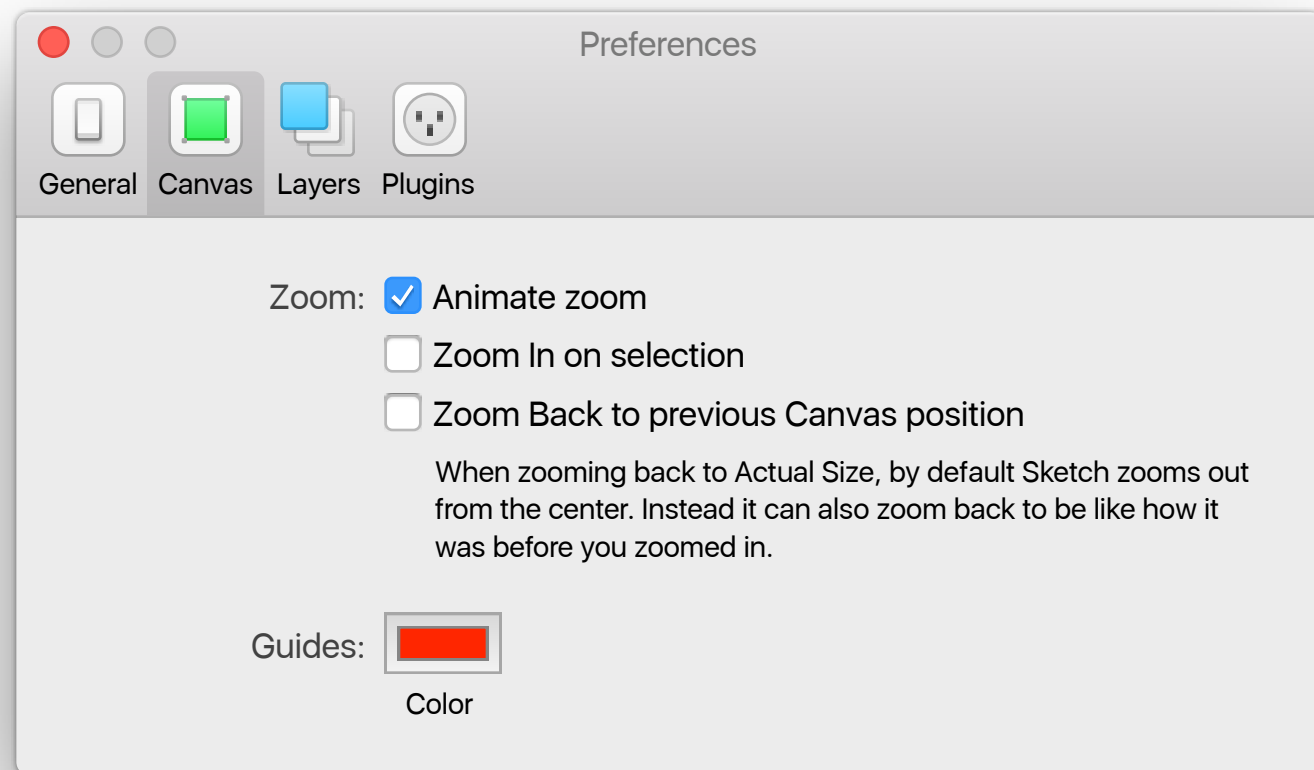 Preferences
General Canvas Layers Plugins
Zoom: Animate zoom
Zoom In on selection
Zoom Back to previous Canvas position
When zooming back to Actual Size, by default Sketch zooms out
from the center. Instead it can also zoom back to be like how it
was before you zoomed in.
Guides:
Color